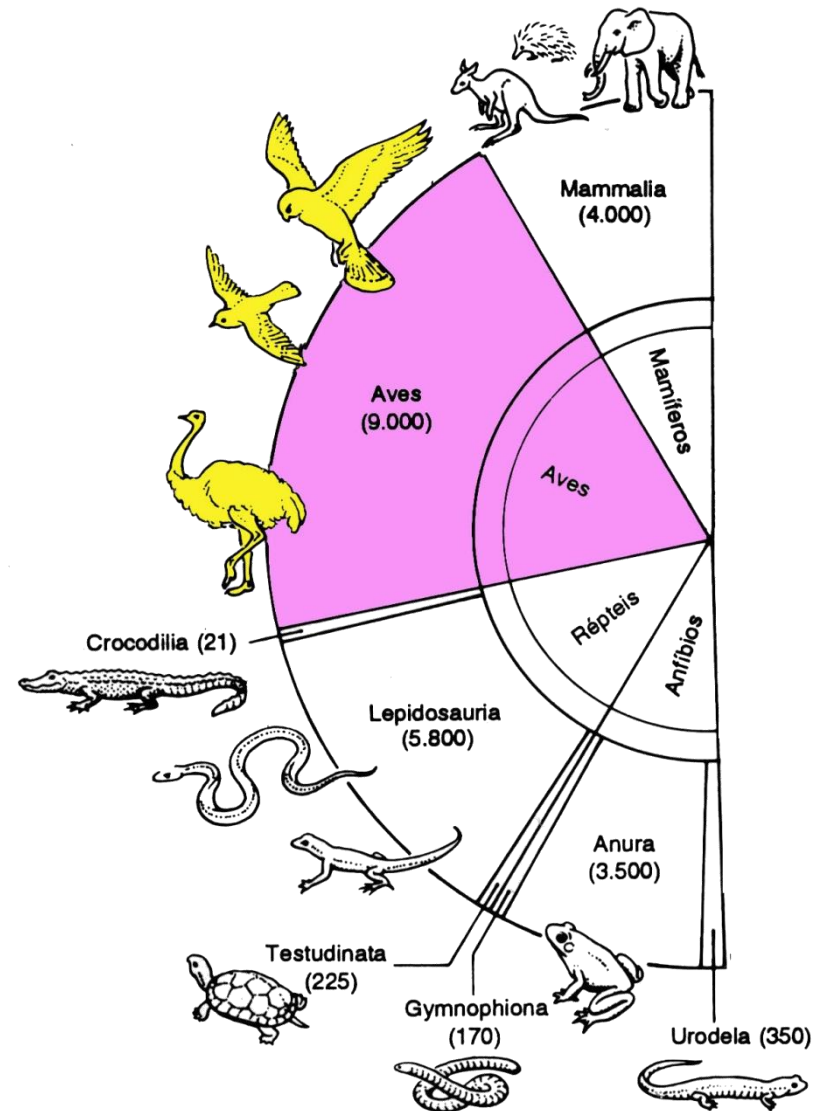 Mammalia
(4.000)
Mamíferos
Aves
(9.000)
Aves
Répteis
Anfíbios
Crocodilia (21)
Lepidosauria
(5.800)
Anura
(3.500)
Testudinata
(225)
Gymnophiona
(170)
Urodela (350)